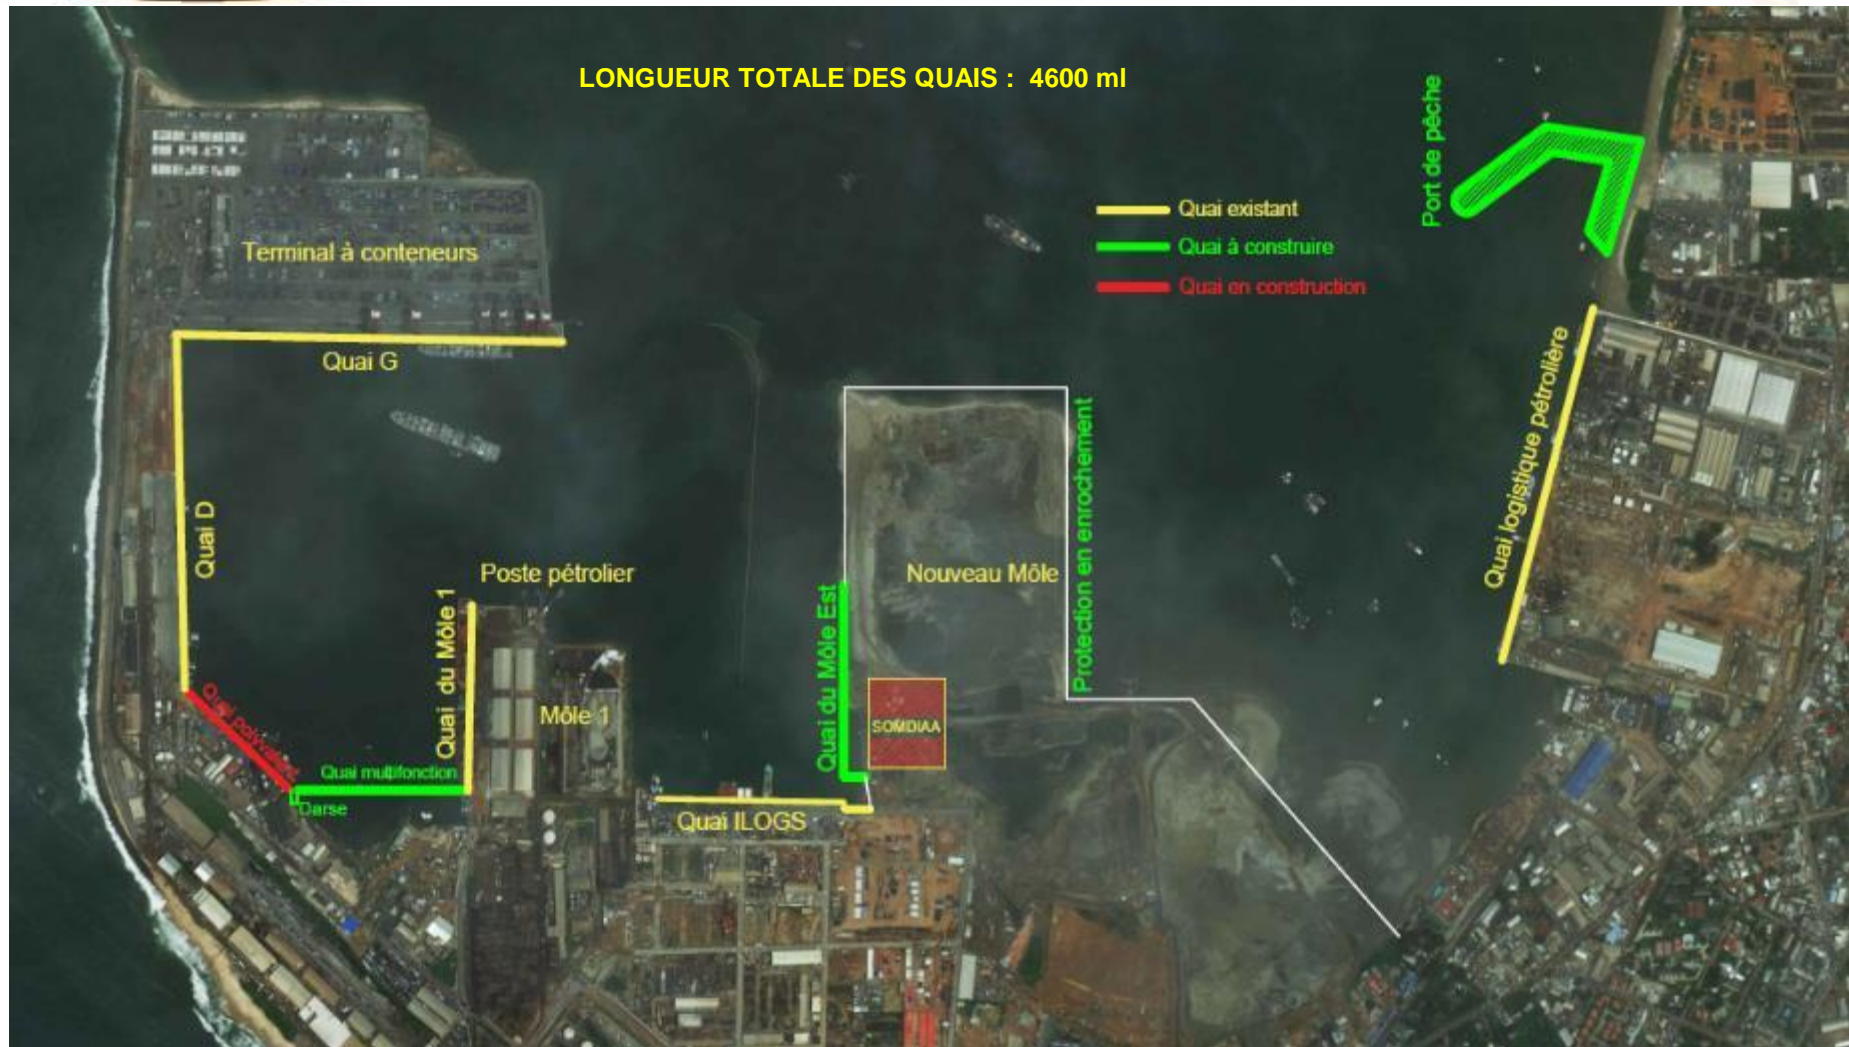 LONGUEUR TOTALE DES QUAIS : 4600 ml
Port de pêche
Quai existant
Quai à construire
Quai en construction
Terminal à conteneurs
Quai G
Quai logistique pétrolière
Protection en enrochement
Quai D
Poste pétrolier
Nouveau Môle
Quai du Môle 1
Quai du Môle Est
Quai Polyvalent
Môle 1
SOMDIAA
Quai multifonction
Darse
Quai ILOGS